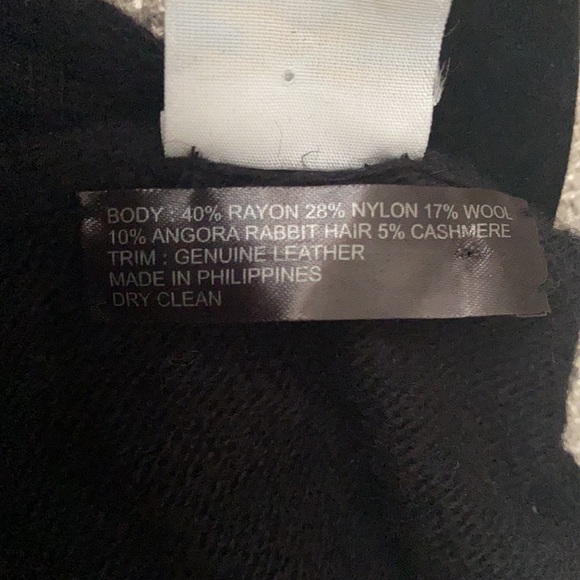 BODY : 40% RAYON 28% NYLON 17% WOOL
10% ANGORA RABBIT HAIR 5% CASHMERE
TRIM : GENUINE LEATHER
MADE IN PHILIPPINES
DRY CLEAN